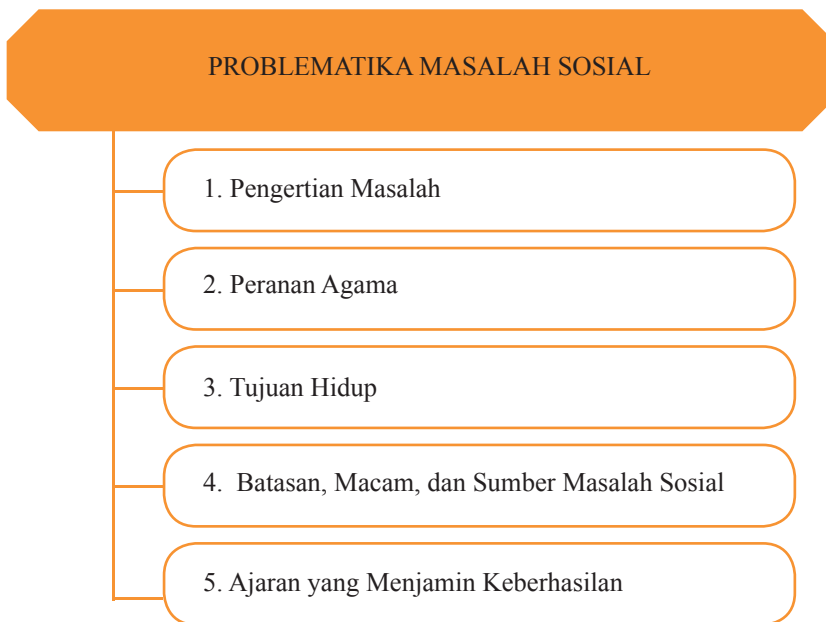 PROBLEMATIKA MASALAH SOSIAL
1. Pengertian Masalah
2. Peranan Agama
3. Tujuan Hidup
4. Batasan, Macam, dan Sumber Masalah Sosial
5. Ajaran yang Menjamin Keberhasilan